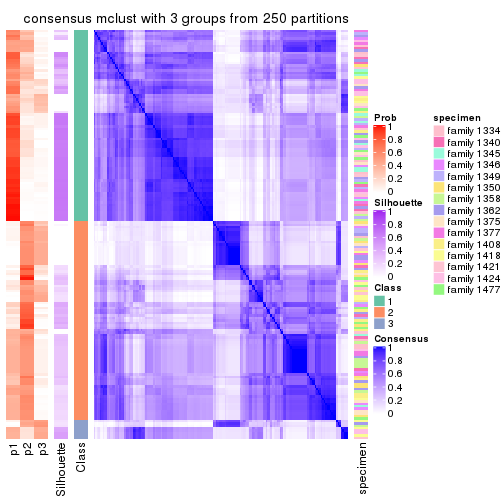 consensus mclust with 3 groups from 250 partitions
Prob
1
0.8
0.6
0.4
0.2
0
Silhouette
1
0.8
0.6
0.4
0.2
0
Class
1
2
3
Consensus
1
0.8
0.6
0.4
0.2
0
specimen
family 1334
family 1340
family 1345
family 1346
family 1349
family 1350
family 1358
family 1362
family 1375
family 1377
family 1408
family 1418
family 1421
family 1424
family 1477
p1
p2
p3
Silhouette
Class
specimen